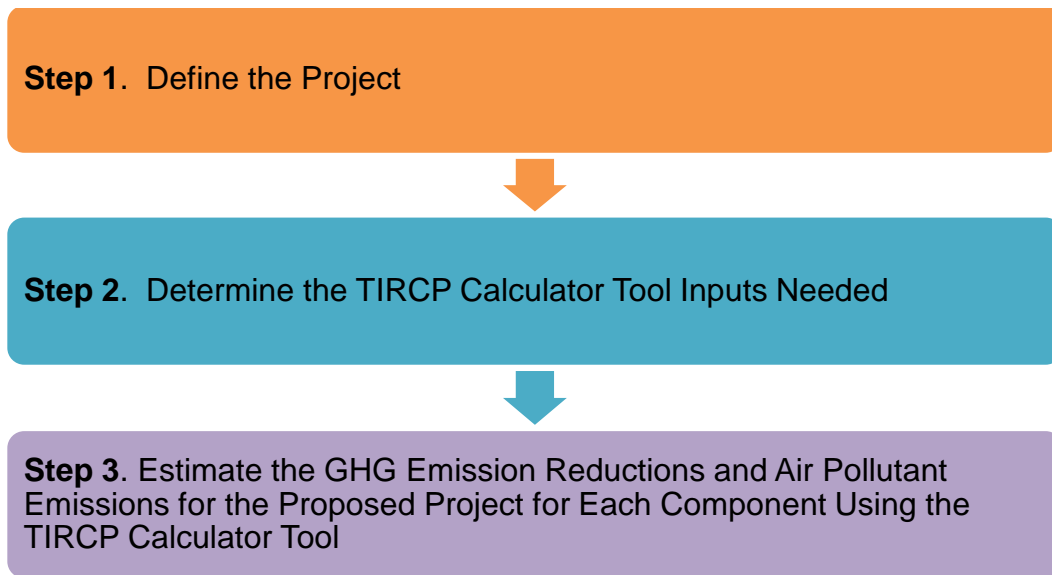 Step 1.  Define the Project
Step 2.  Determine the TIRCP Calculator Tool Inputs Needed
Step 3. Estimate the GHG Emission Reductions and Air Pollutant
Emissions for the Proposed Project for Each Component Using the
TIRCP Calculator Tool